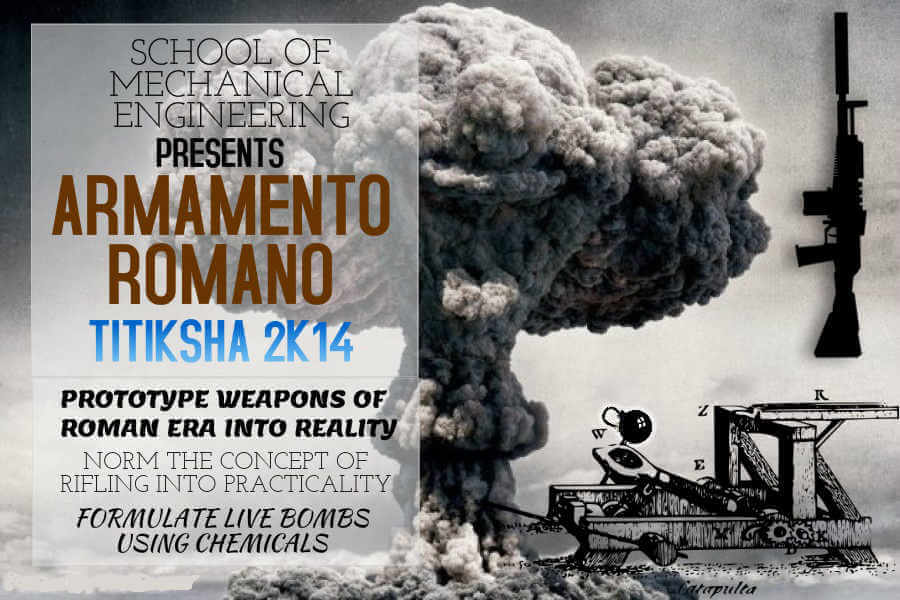 SCHOOL OF
MECHANICAL
ENGINEERING
PRESENTS
ARMAMENTO
ROMANO
TITIKSHA 2K14
PROTOTYPE WEAPONS OF
ROMAN ERA INTO REALITY
NORM THE CONCEPT OF
RIFLING INTO PRACTICALITY
FORMULATE LIVE BOMBS
USING CHEMICALS
R
Z
W
E
Catapulta